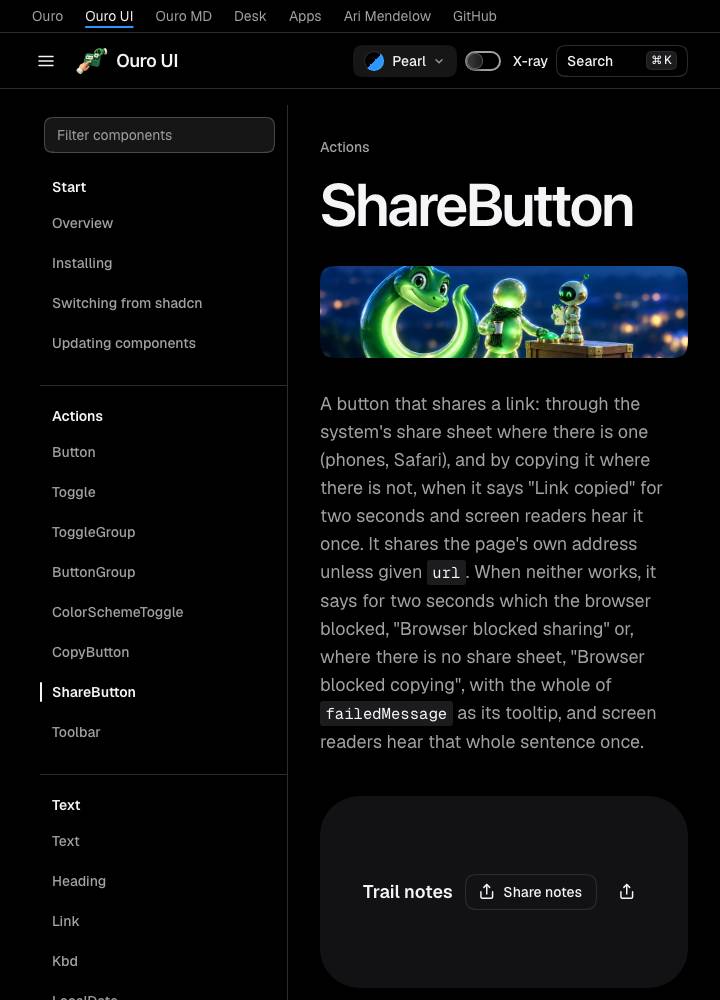 Ouro Ouro UI Ouro MD Desk Apps Ari Mendelow GitHub
Ouro UI
Pearl
X-ray
Search ⌘ K
Filter components
Start
Overview
Installing
Switching from shadcn
Updating components
Actions
Button
Toggle
ToggleGroup
ButtonGroup
ColorSchemeToggle
CopyButton
ShareButton
Toolbar
Text
Text
Heading
Link
Kbd
LocalDate
Actions
ShareButton
A button that shares a link: through the
system's share sheet where there is one
(phones, Safari), and by copying it where
there is not, when it says "Link copied" for
two seconds and screen readers hear it
once. It shares the page's own address
unless given url. When neither works, it
says for two seconds which the browser
blocked, "Browser blocked sharing" or,
where there is no share sheet, "Browser
blocked copying", with the whole of
failedMessage as its tooltip, and screen
readers hear that whole sentence once.
Trail notes
Share notes